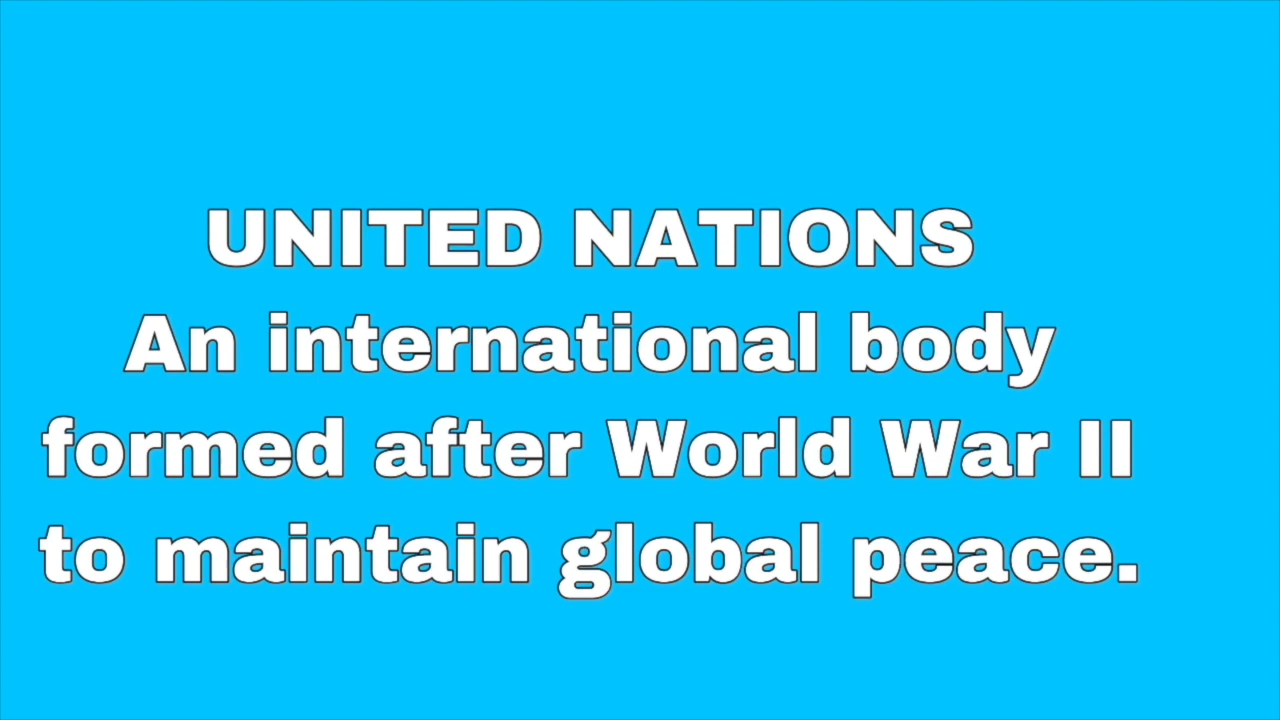 UNITED NATIONS
An international body
formed after World War II
to maintain global peace.